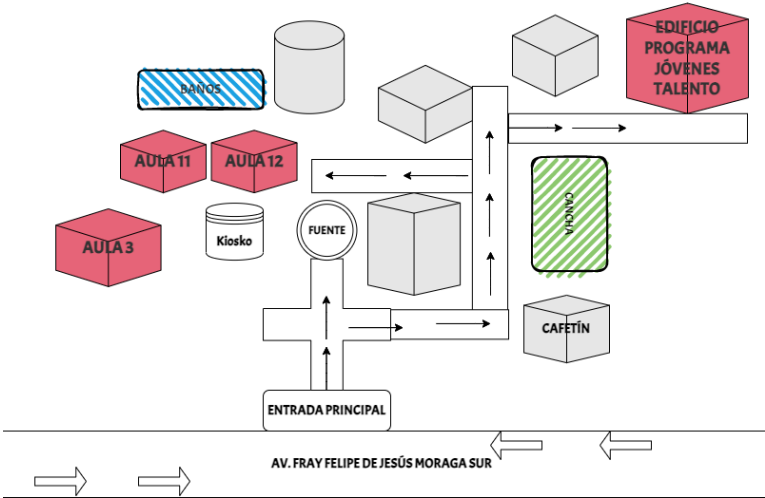 EDIFICIO
PROGRAMA
JÓVENES
TALENTO
BAÑOS
AULA 11
AULA 12
CANCHA
AULA 3
Kiosko
FUENTE
CAFETÍN
ENTRADA PRINCIPAL
AV. FRAY FELIPE DE JESÚS MORAGA SUR